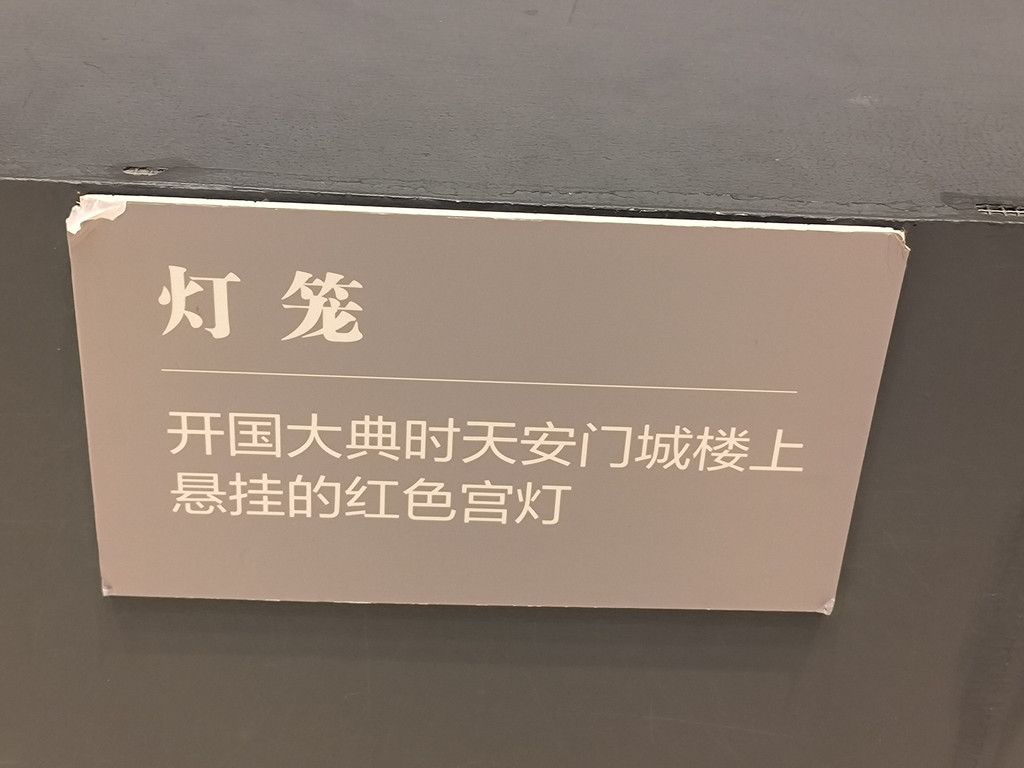 灯笼
开国大典时天安门城楼上
悬挂的红色宫灯